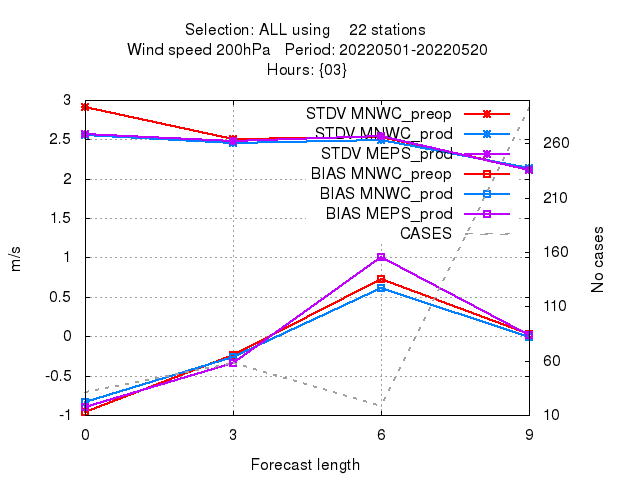 Selection: ALL using 22 stations
Wind speed 200hPa Period: 20220501-20220520
Hours: {03}
STDV MNWC_preop
STDV MNWC_prod
STDV MEPS_prod
BIAS MNWC_preop
BIAS MNWC_prod
BIAS MEPS_prod
CASES
3
2.5
2
1.5
1
0.5
0
-0.5
-1
m/s
260
210
160
110
60
10
No cases
0 3 6 9
Forecast length